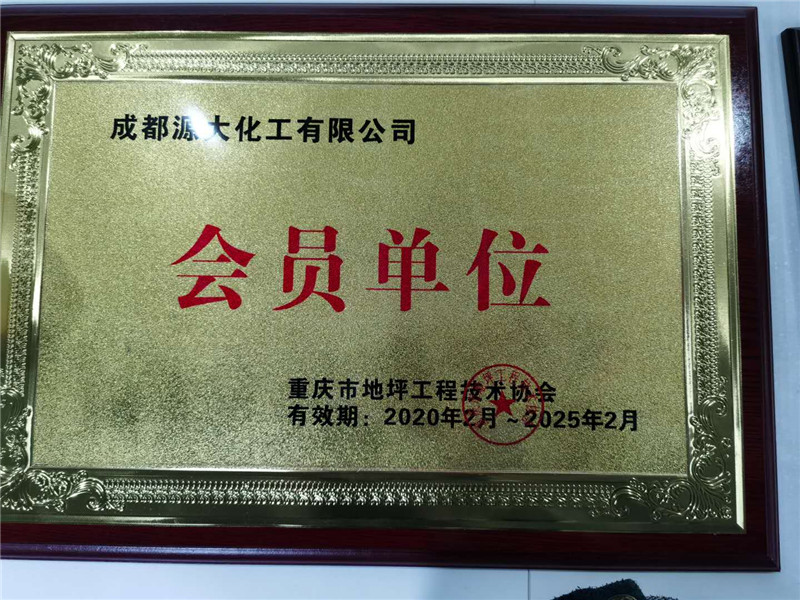 成都源大化工有限公司
会员单位
重庆市地坪工程技术协会
有效期：2020年2月～2025年2月